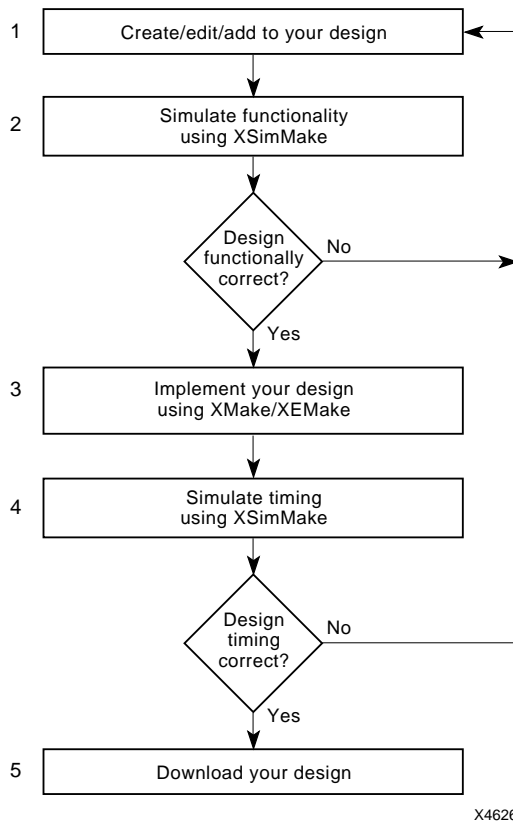 1
Create/edit/add to your design
2
Simulate functionality
using XSimMake
Design
functionally
correct?
No
Yes
3
Implement your design
using XMake/XEMake
4
Simulate timing
using XSimMake
Design
timing
correct?
No
Yes
5
Download your design
X4626